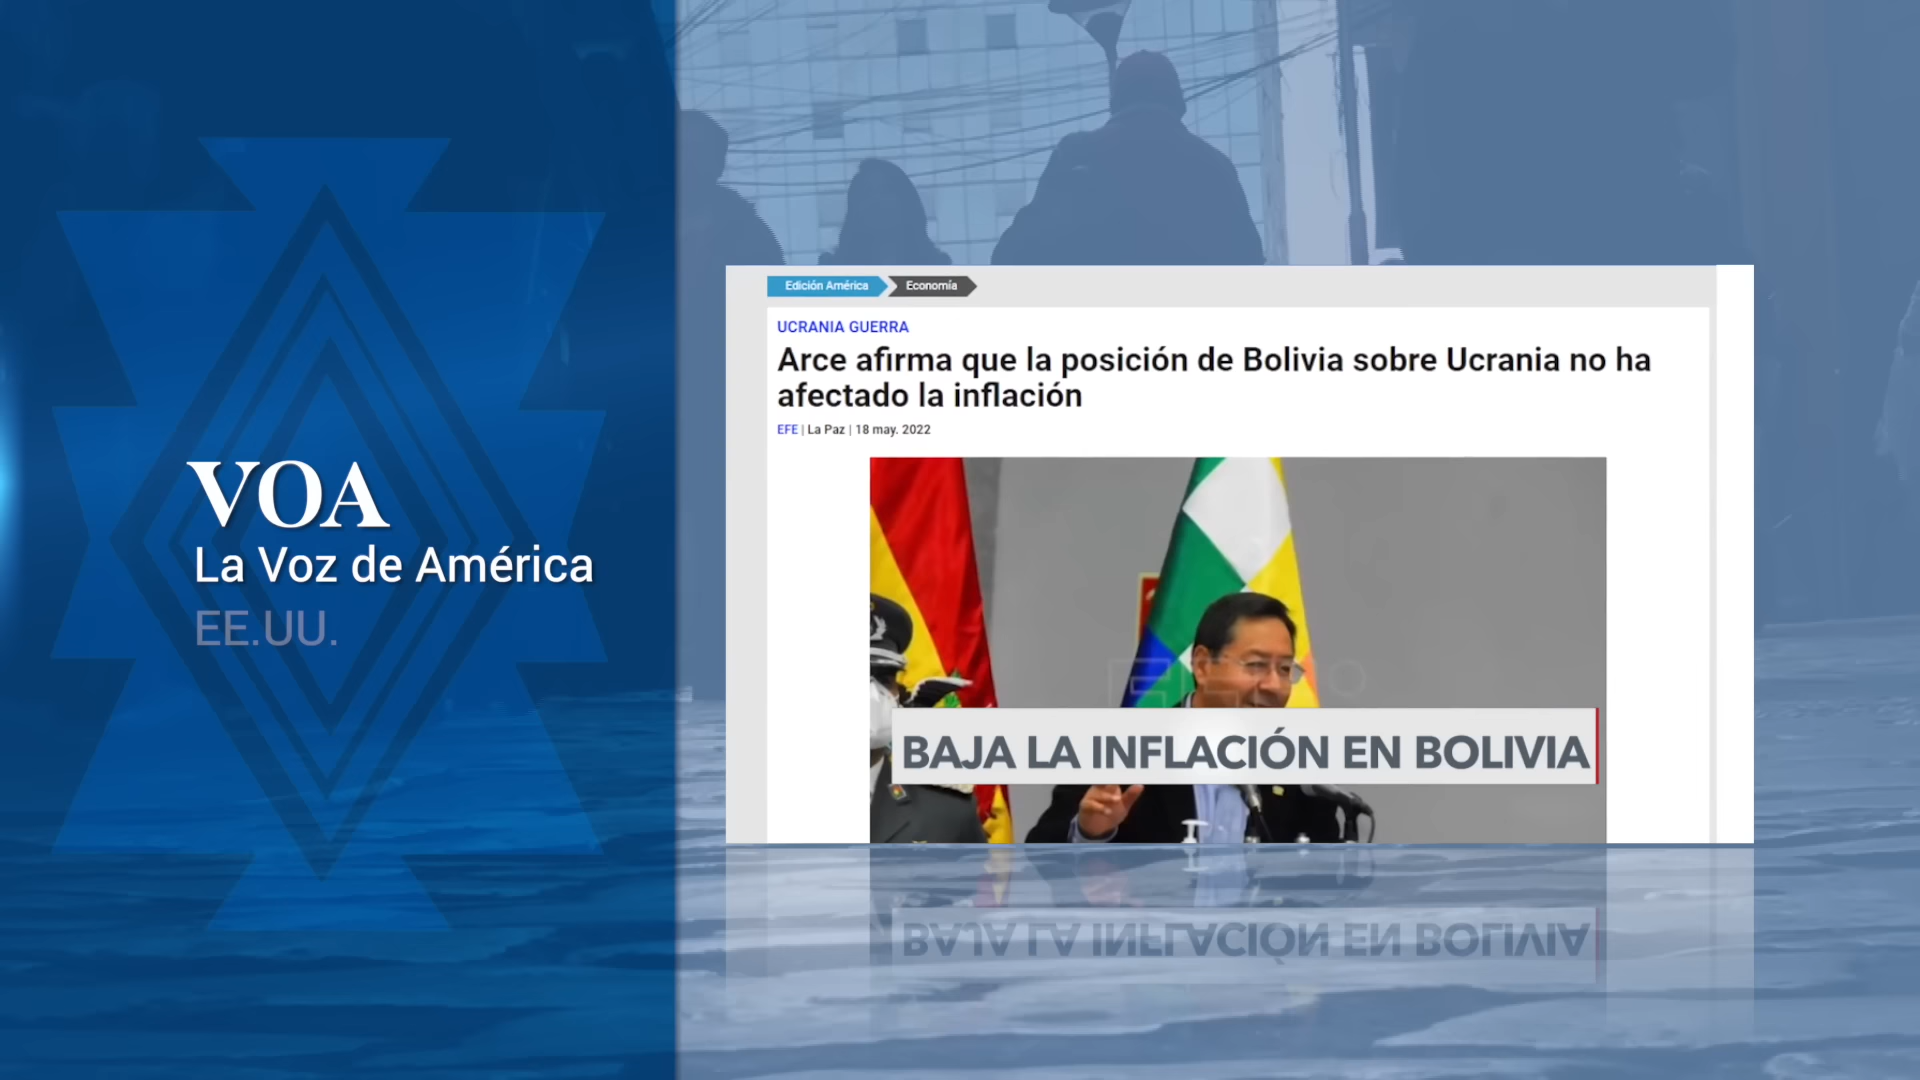 VOA
La Voz de América
EE.UU.
Edición América
Economía
UCRANIA GUERRA
Arce afirma que la posición de Bolivia sobre Ucrania no ha
afectado la inflación
EFE | La Paz | 18 may. 2022
BAJA LA INFLACIÓN EN BOLIVIA